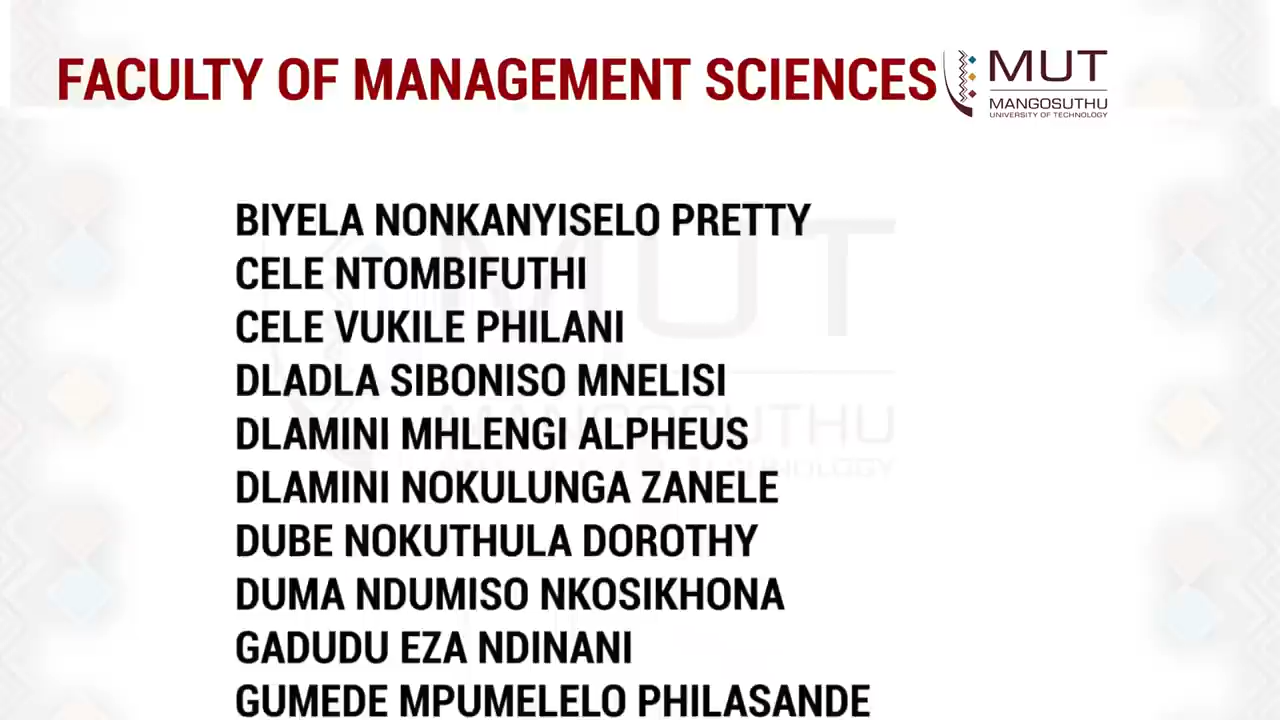 FACULTY OF MANAGEMENT SCIENCES
MUT
MANGOSUTHU
UNIVERSITY OF TECHNOLOGY
BIYELA NONKANYISELO PRETTY
CELE NTOMBIFUTHI
CELE VUKILE PHILANI
DLADLA SIBONISO MNELISI
DLAMINI MHLENGI ALPHEUS
DLAMINI NOKULUNGA ZANELE
DUBE NOKUTHULA DOROTHY
DUMA NDUMISO NKOSIKHONA
GADUDU EZA NDINANI
GUMEDE MPUMELELO PHILASANDE